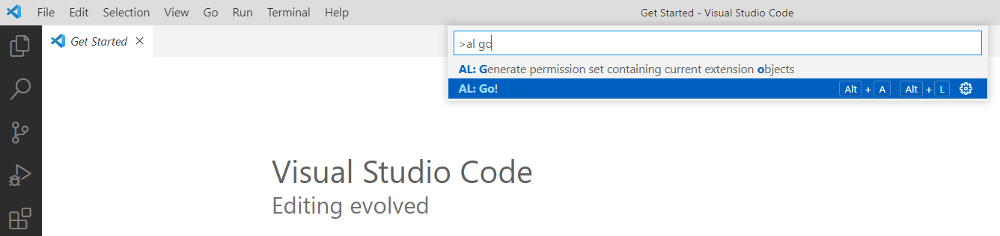 File Edit Selection View Go Run Terminal Help Get Started - Visual Studio Code
Get Started
>al go
AL: Generate permission set containing current extension objects
AL: Go! Alt + A Alt + L
Visual Studio Code
Editing evolved